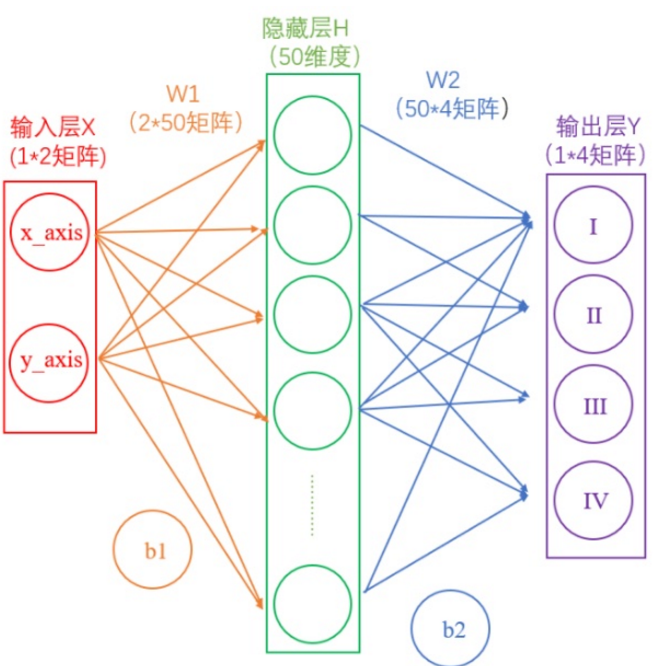 隐藏层H
（50维度）
W1
（2*50矩阵）
W2
（50*4矩阵）
输入层X
(1*2矩阵)
输出层Y
(1*4矩阵)
x_axis
y_axis
I
II
III
IV
b1
b2